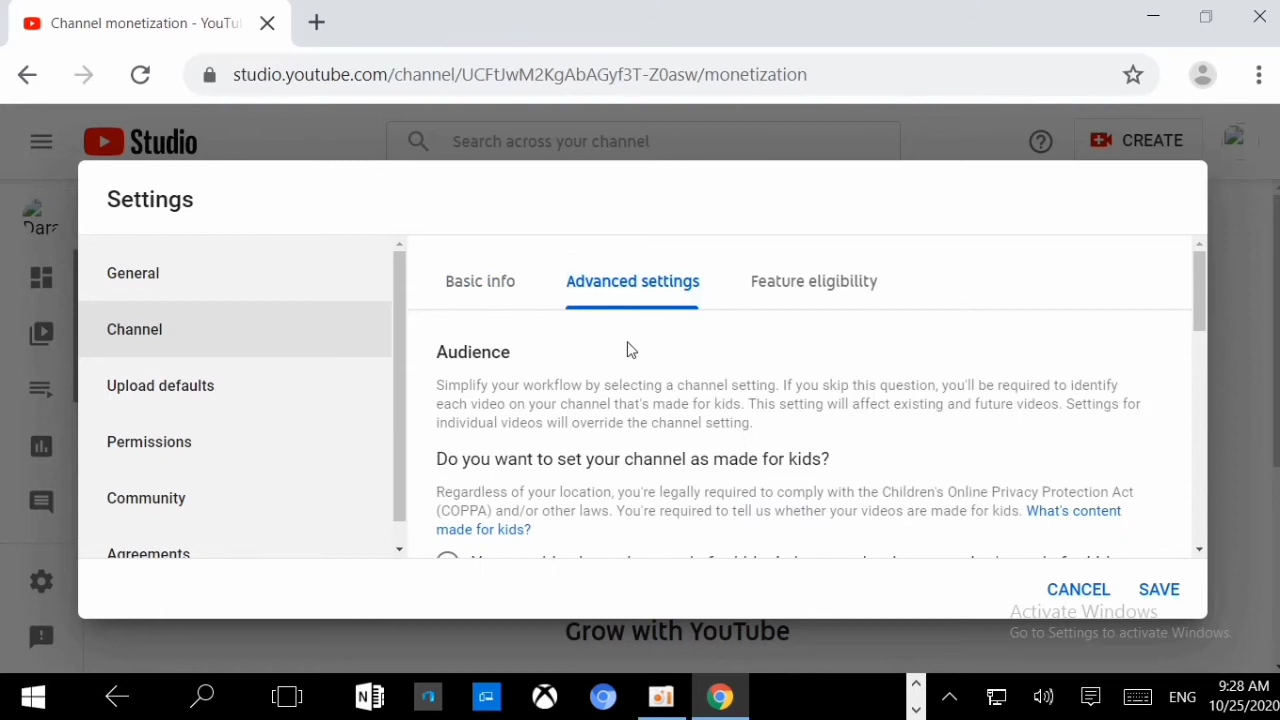 Channel monetization - YouTu
studio.youtube.com/channel/UCFtJwM2KgAbAGyf3T-Z0asw/monetization
Studio
Search across your channel
CREATE
Dara
Settings
General
Channel
Upload defaults
Permissions
Community
Agreements
Basic info
Advanced settings
Feature eligibility
Audience
Simplify your workflow by selecting a channel setting. If you skip this question, you'll be required to identify
each video on your channel that's made for kids. This setting will affect existing and future videos. Settings for
individual videos will override the channel setting.
Do you want to set your channel as made for kids?
Regardless of your location, you're legally required to comply with the Children's Online Privacy Protection Act
(COPPA) and/or other laws. You're required to tell us whether your videos are made for kids. What's content
made for kids?
CANCEL
SAVE
Activate Windows
Go to Settings to activate Windows.
Grow with YouTube
ENG
9:28 AM
10/25/2020